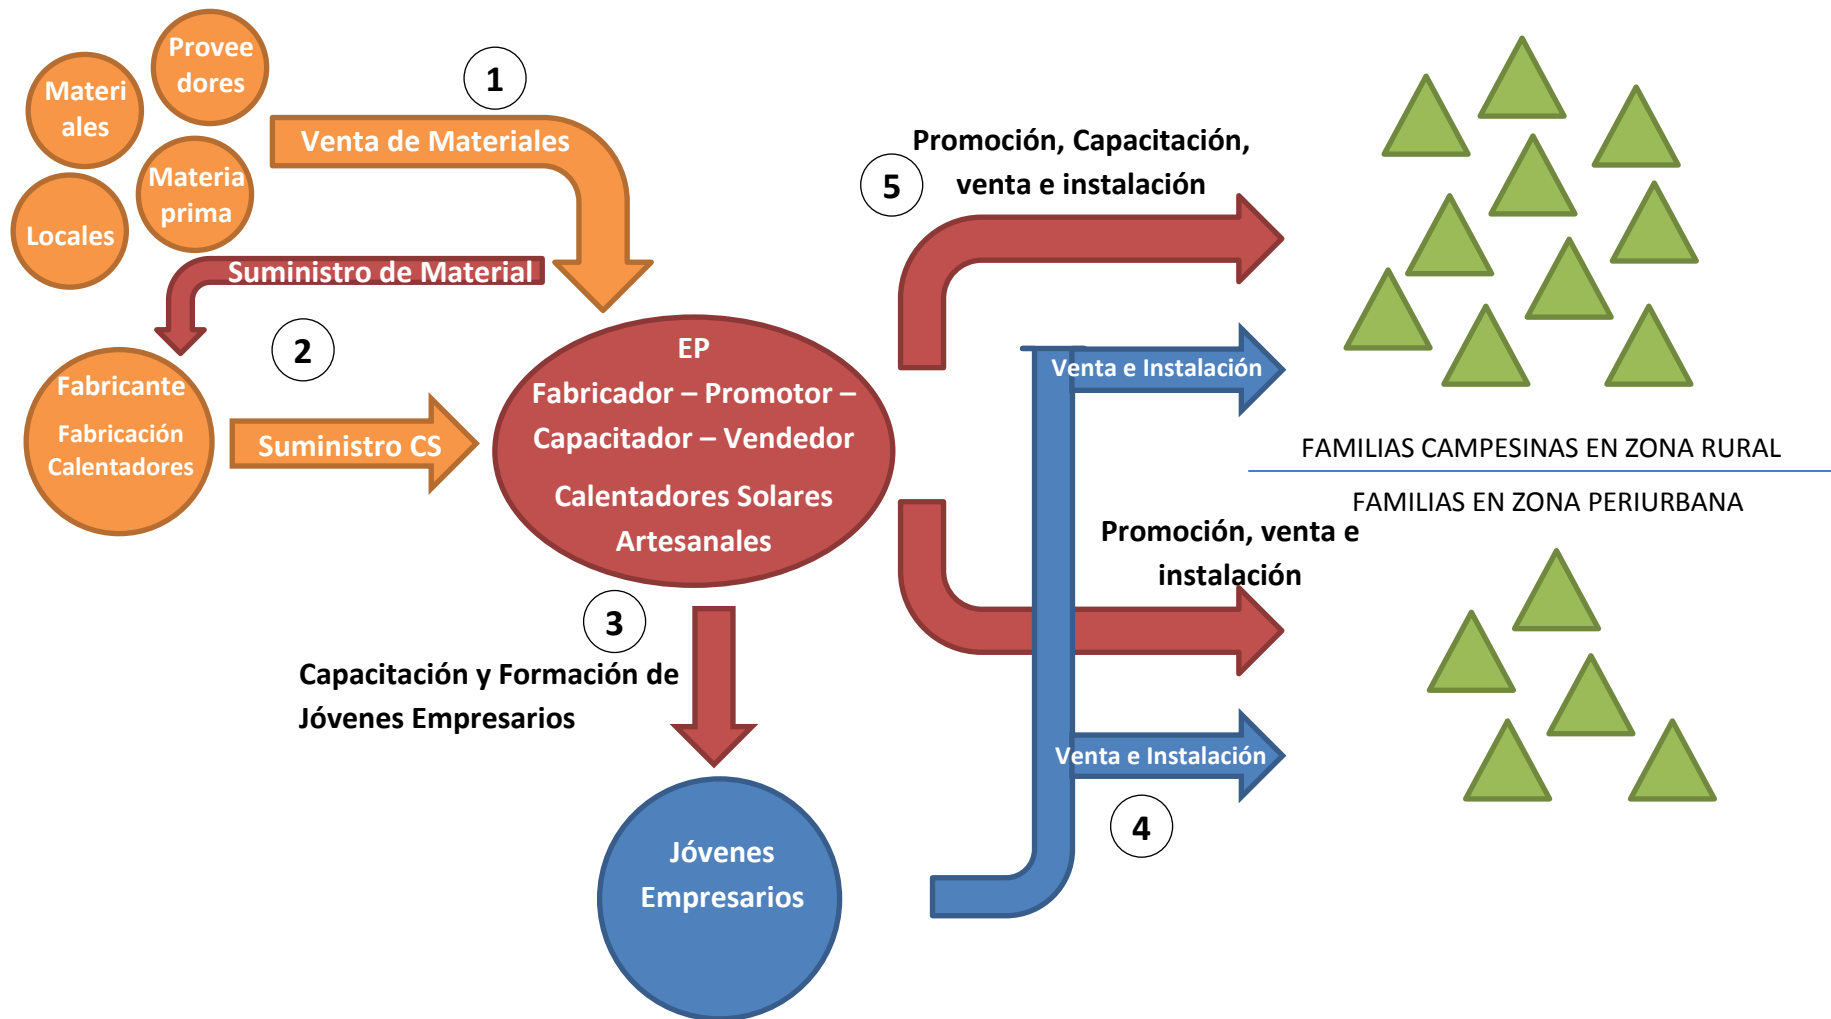 Provee
dores
Materi
ales
1
Venta de Materiales
Materia
prima
Locales
Suministro de Material
2
Fabricante
Fabricación
Calentadores
Suministro CS
EP
Fabricador – Promotor –
Capacitador – Vendedor
Calentadores Solares
Artesanales
3
Capacitación y Formación de
Jóvenes Empresarios
Jóvenes
Empresarios
5
Promoción, Capacitación,
venta e instalación
Venta e Instalación
FAMILIAS CAMPESINAS EN ZONA RURAL
FAMILIAS EN ZONA PERIURBANA
Promoción, venta e
instalación
Venta e Instalación
4